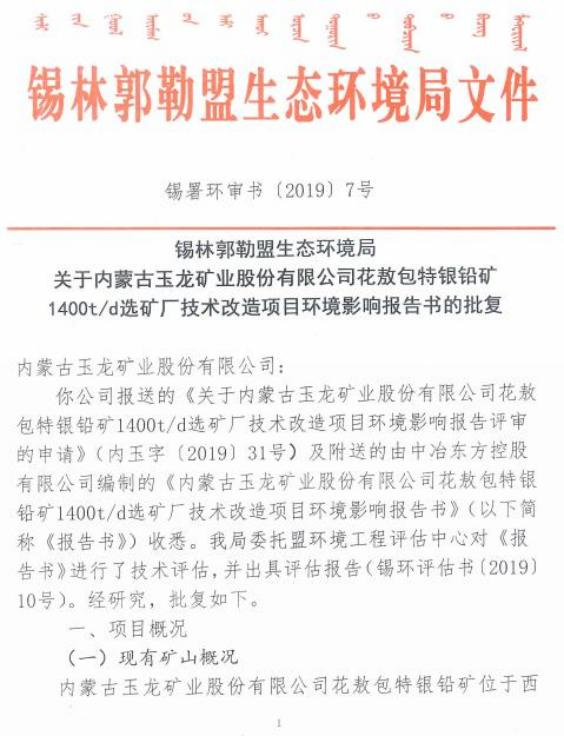 锡林郭勒盟生态环境局文件
锡署环审书〔2019〕7号
锡林郭勒盟生态环境局
关于内蒙古玉龙矿业股份有限公司花敖包特银铅矿
1400t/d选矿厂技术改造项目环境影响报告书的批复
内蒙古玉龙矿业股份有限公司：
你公司报送的《关于内蒙古玉龙矿业股份有限公司花敖
包特银铅矿1400t/d选矿厂技术改造项目环境影响报告评审
的申请》（内玉字〔2019〕31号）及附送的由中冶东方控股
有限公司编制的《内蒙古玉龙矿业股份有限公司花敖包特银
铅矿1400t/d选矿厂技术改造项目环境影响报告书》（以下简
称《报告书》）收悉。我局委托盟环境工程评估中心对《报
告书》进行了技术评估，并出具评估报告（锡环评估书〔2019〕
10号）。经研究，批复如下。
一、项目概况
（一）现有矿山概况
内蒙古玉龙矿业股份有限公司花敖包特银铅矿位于西
1